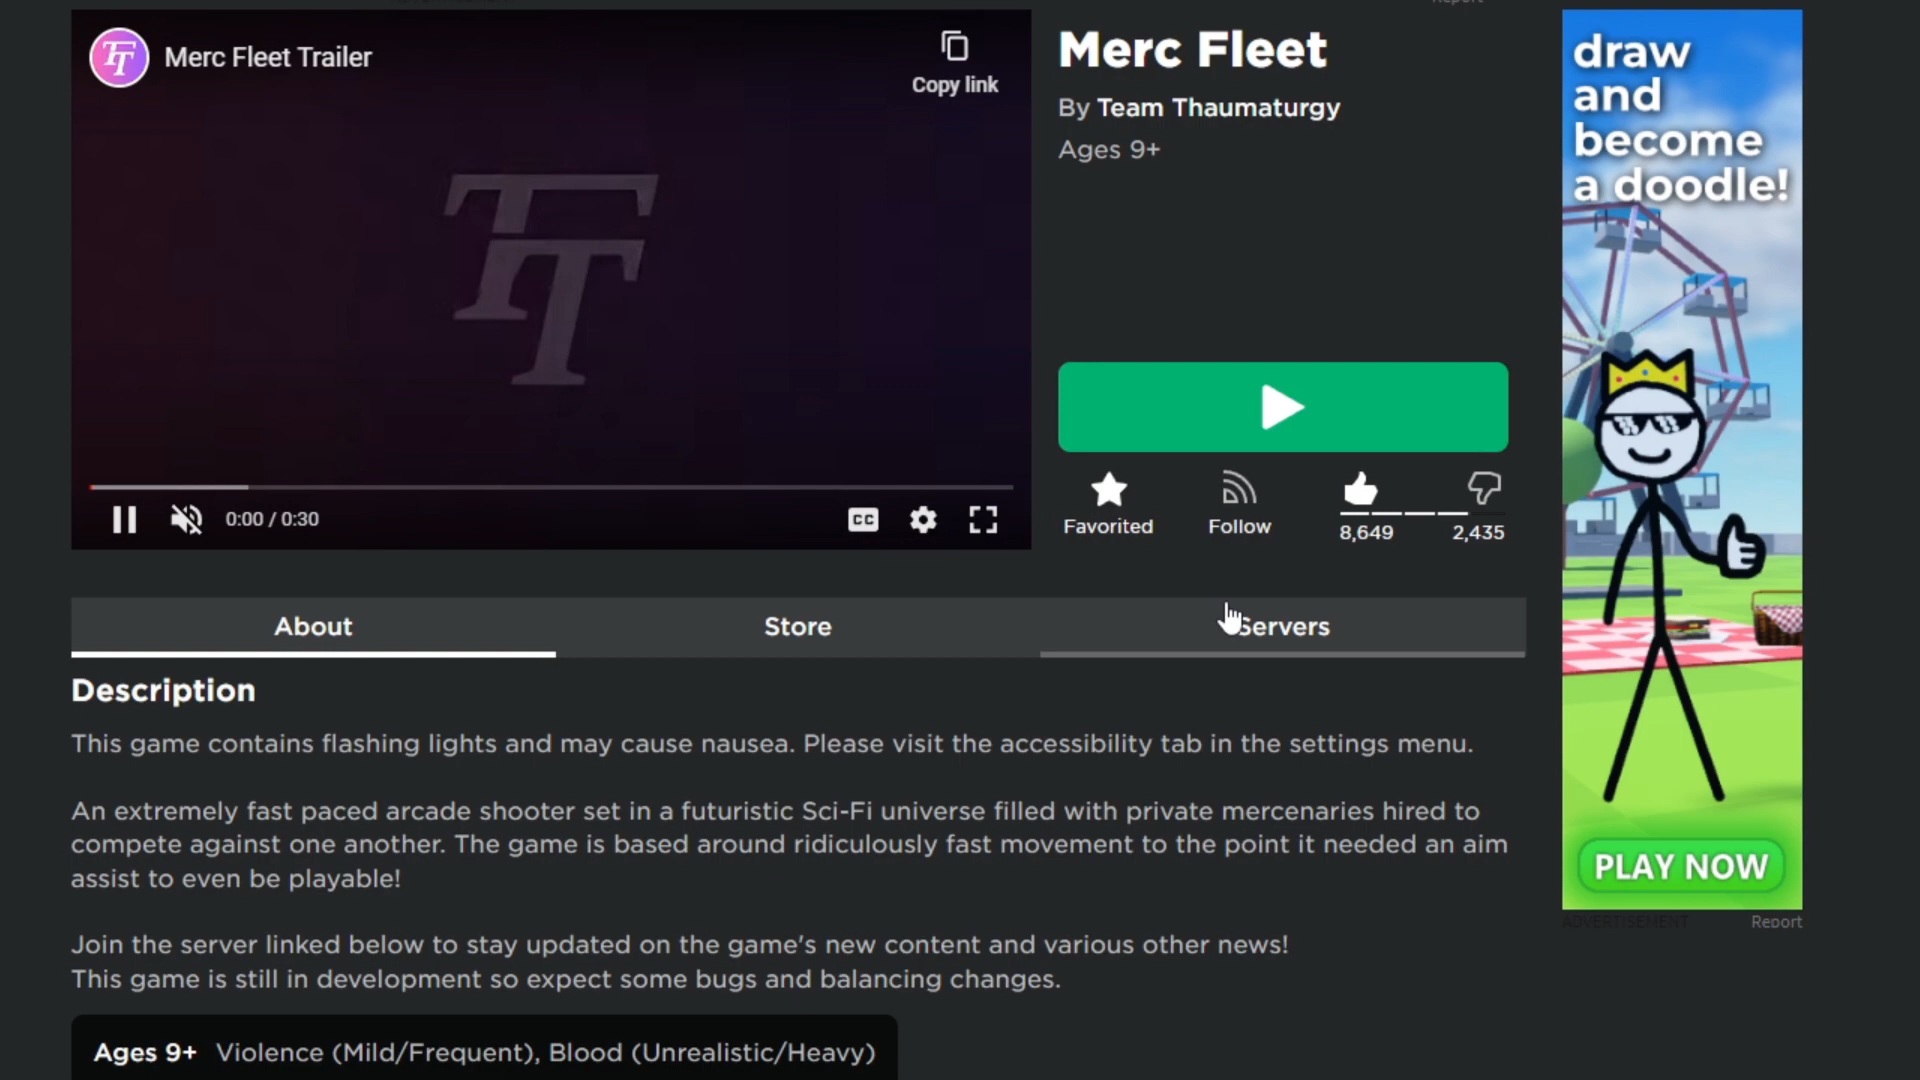 Report
TT
Merc Fleet Trailer
Copy link
TT
0:00 / 0:30
CC
Merc Fleet
By Team Thaumaturgy
Ages 9+
Favorited
Follow
8,649
2,435
About
Store
Servers
Description
This game contains flashing lights and may cause nausea. Please visit the accessibility tab in the settings menu.
An extremely fast paced arcade shooter set in a futuristic Sci-Fi universe filled with private mercenaries hired to
compete against one another. The game is based around ridiculously fast movement to the point it needed an aim
assist to even be playable!
Join the server linked below to stay updated on the game's new content and various other news!
This game is still in development so expect some bugs and balancing changes.
Ages 9+ Violence (Mild/Frequent), Blood (Unrealistic/Heavy)
draw
and
become
a doodle!
PLAY NOW
ADVERTISEMENT
Report